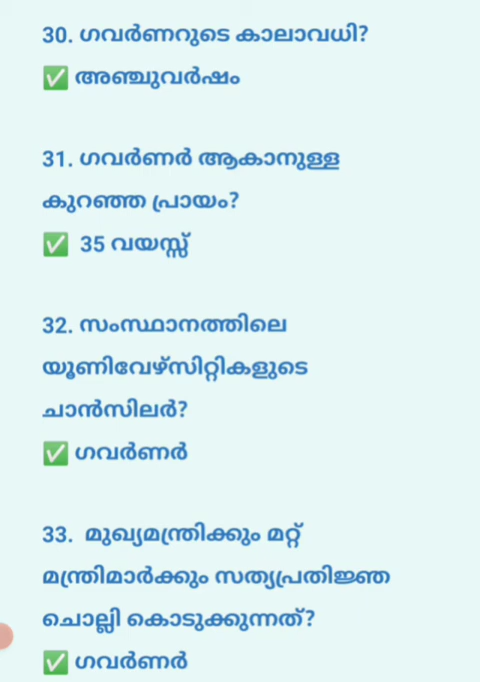 30. ഗവർണറുടെ കാലാവധി?
✅ അഞ്ചുവർഷം
31. ഗവർണർ ആകാനുള്ള
കുറഞ്ഞ പ്രായം?
✅ 35 വയസ്സ്
32. സംസ്ഥാനത്തിലെ
യൂണിവേഴ്സിറ്റികളുടെ
ചാൻസിലർ?
✅ ഗവർണർ
33. മുഖ്യമന്ത്രിക്കും മറ്റ്
മന്ത്രിമാർക്കും സത്യപ്രതിജ്ഞ
ചൊല്ലി കൊടുക്കുന്നത്?
✅ ഗവർണർ